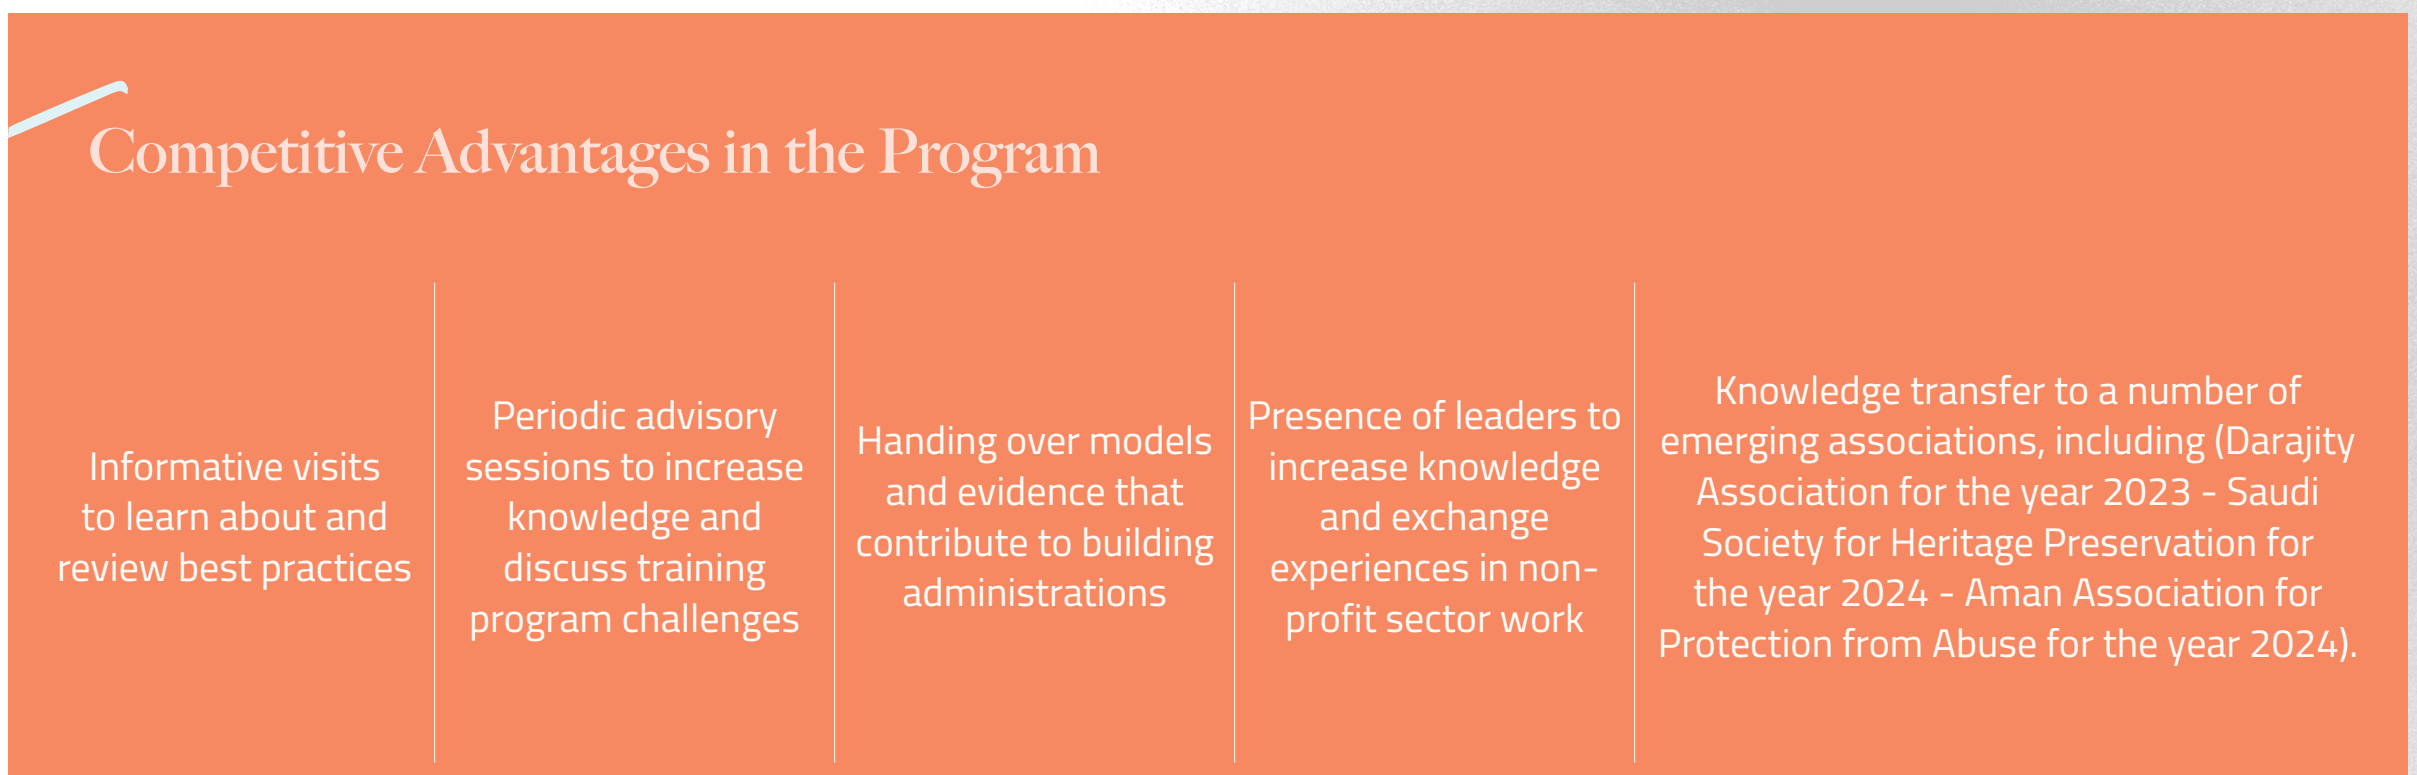 Competitive Advantages in the Program
Informative visits
to learn about and
review best practices
Periodic advisory
sessions to increase
knowledge and
discuss training
program challenges
Handing over models
and evidence that
contribute to building
administrations
Presence of leaders to
increase knowledge
and exchange
experiences in non-
profit sector work
Knowledge transfer to a number of
emerging associations, including (Darajity
Association for the year 2023 - Saudi
Society for Heritage Preservation for
the year 2024 - Aman Association for
Protection from Abuse for the year 2024).